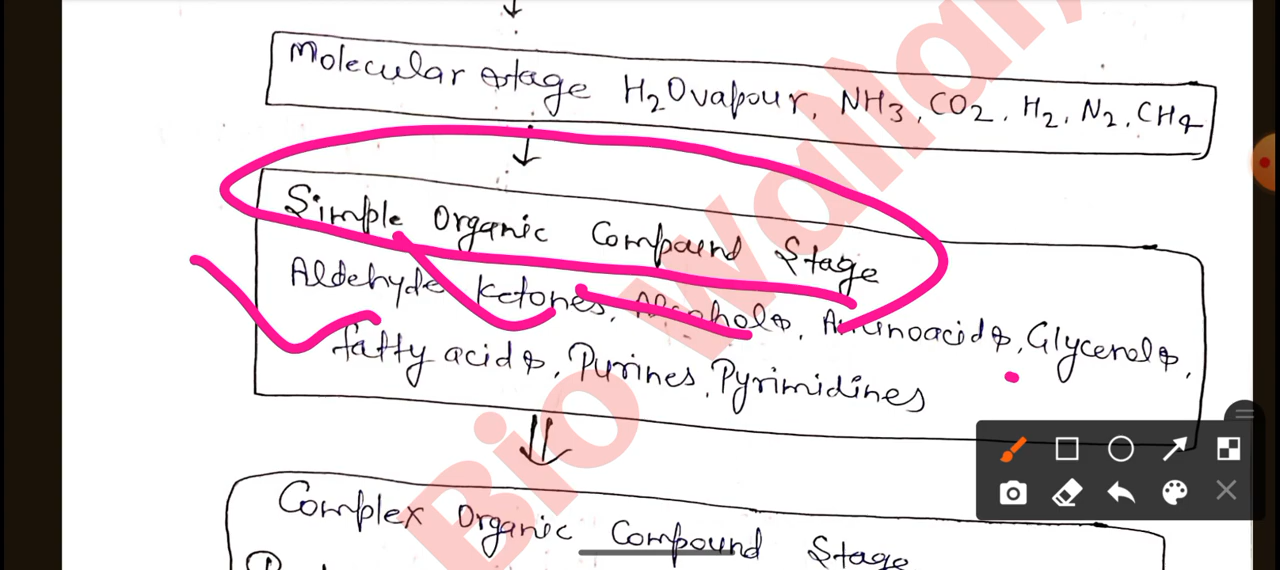 Molecular stage H2O vapour, NH3, CO2, H2, N2, CH4
Simple Organic Compound Stage
Aldehyde Ketones, Alcohols, Aminoacids, Glycerols,
fatty acids, Purines, Pyrimidines
Complex Organic Compound Stage
Bio